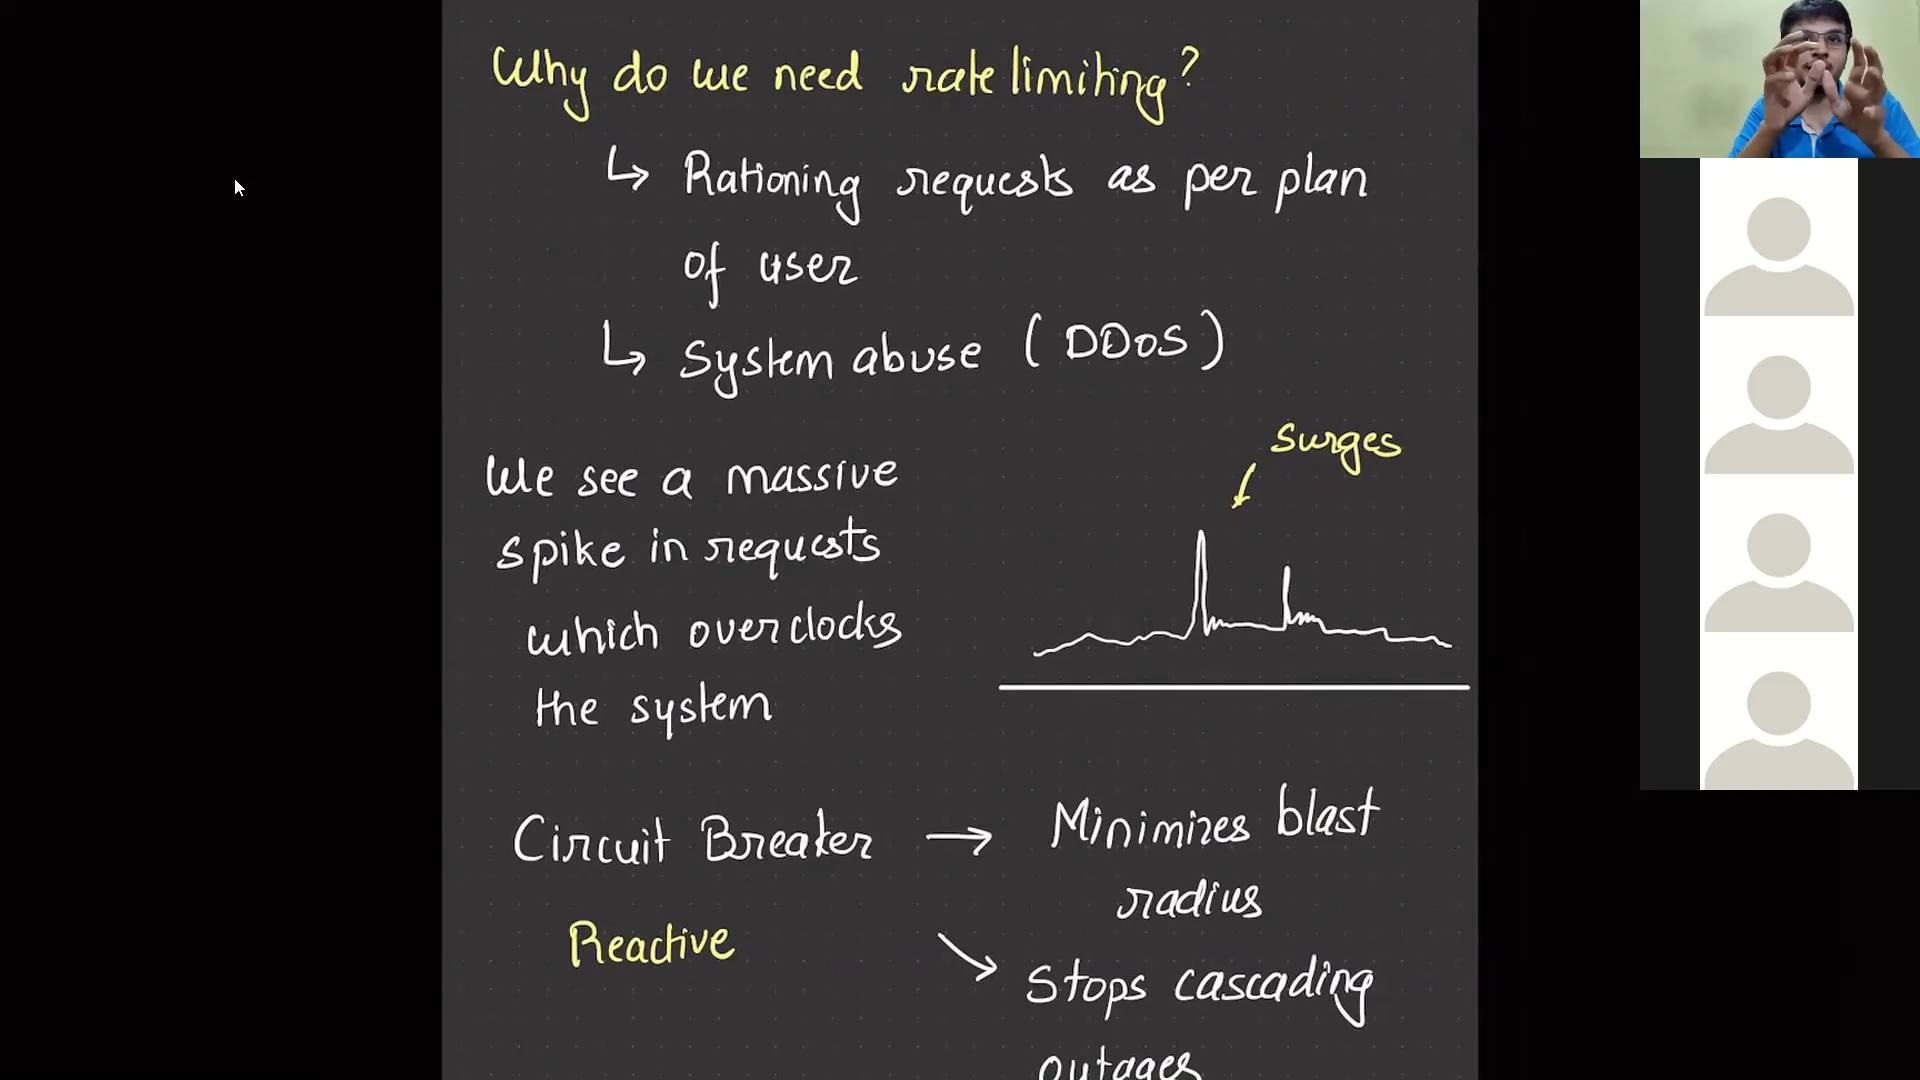 Why do we need rate limiting?
↳ Rationing requests as per plan
of user
↳ System abuse (DDoS)
surges
We see a massive
spike in requests
which overclocks
the system
Circuit Breaker → Minimizes blast
radius
Reactive
Stops cascading
outages